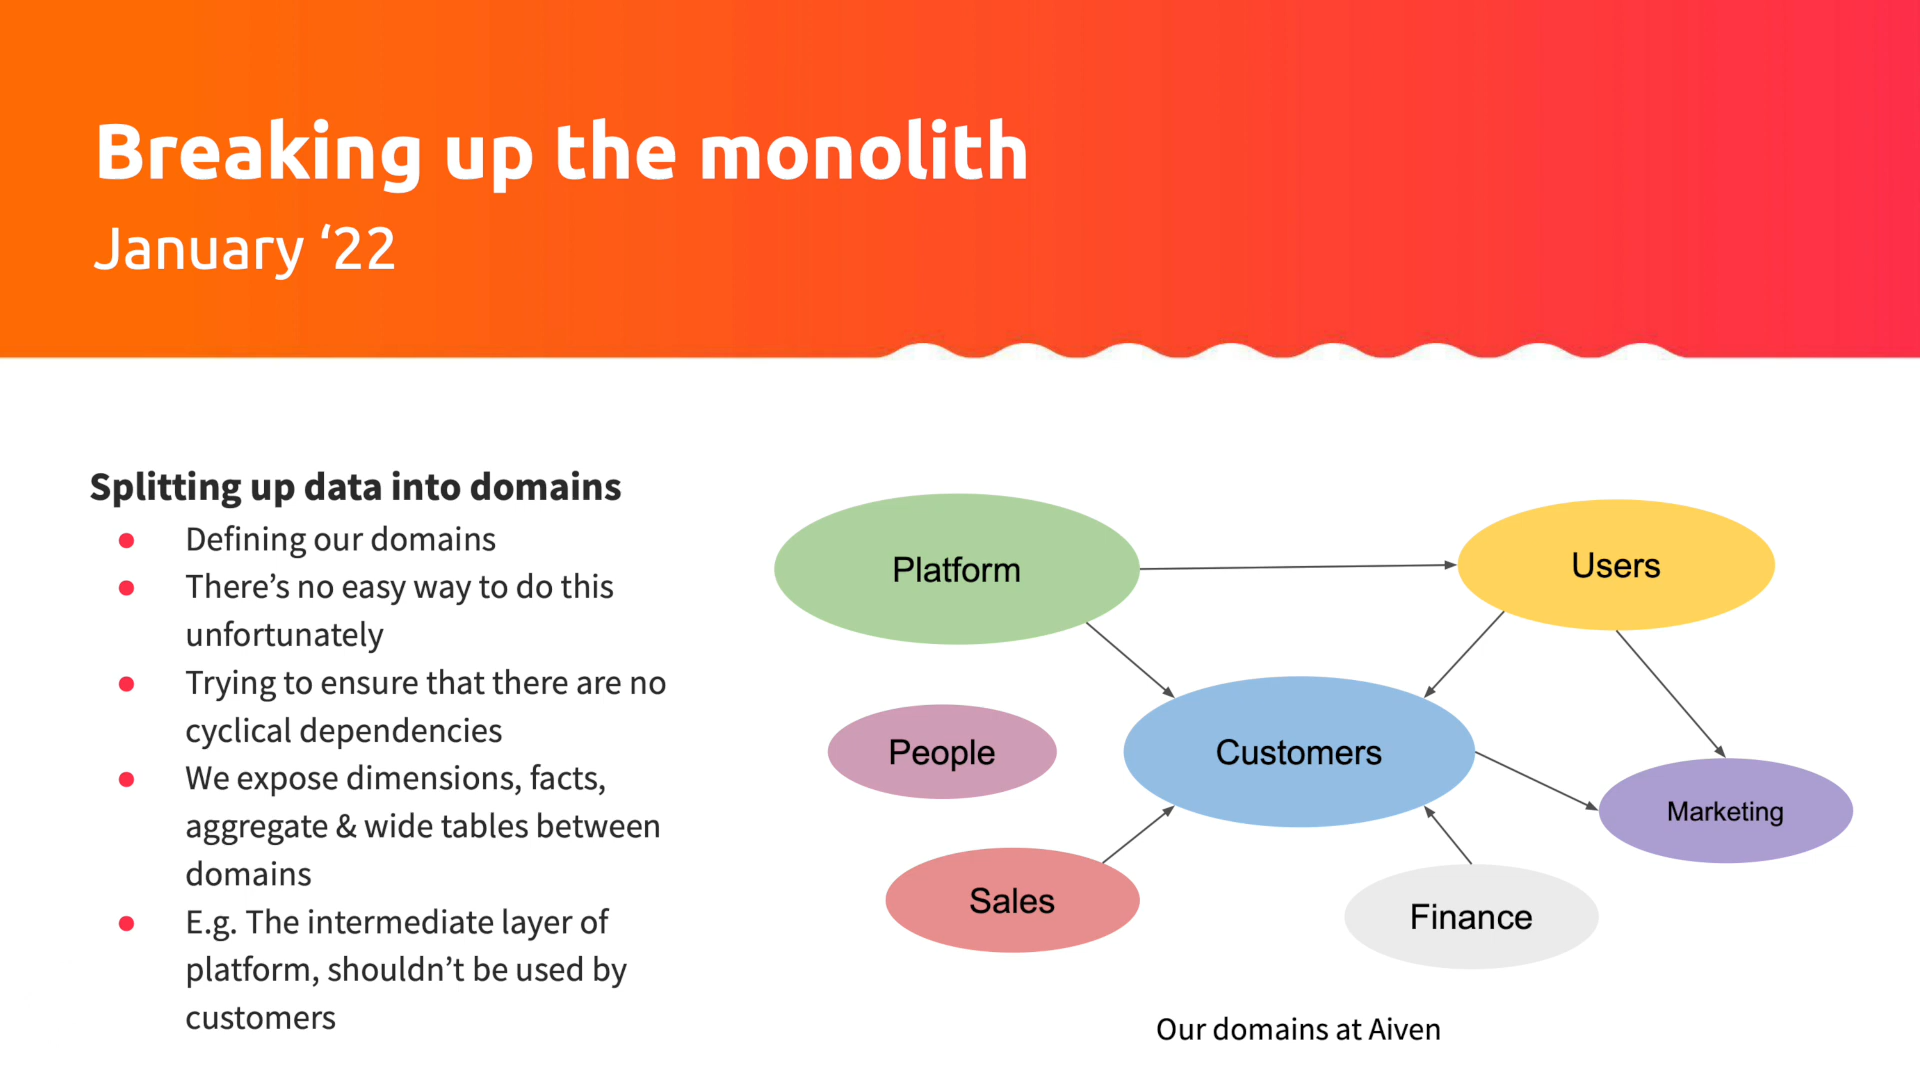 Breaking up the monolith
January ‘22
Splitting up data into domains
● Defining our domains
● There’s no easy way to do this
unfortunately
● Trying to ensure that there are no
cyclical dependencies
● We expose dimensions, facts,
aggregate & wide tables between
domains
● E.g. The intermediate layer of
platform, shouldn’t be used by
customers
Platform
Users
People
Customers
Marketing
Sales
Finance
Our domains at Aiven